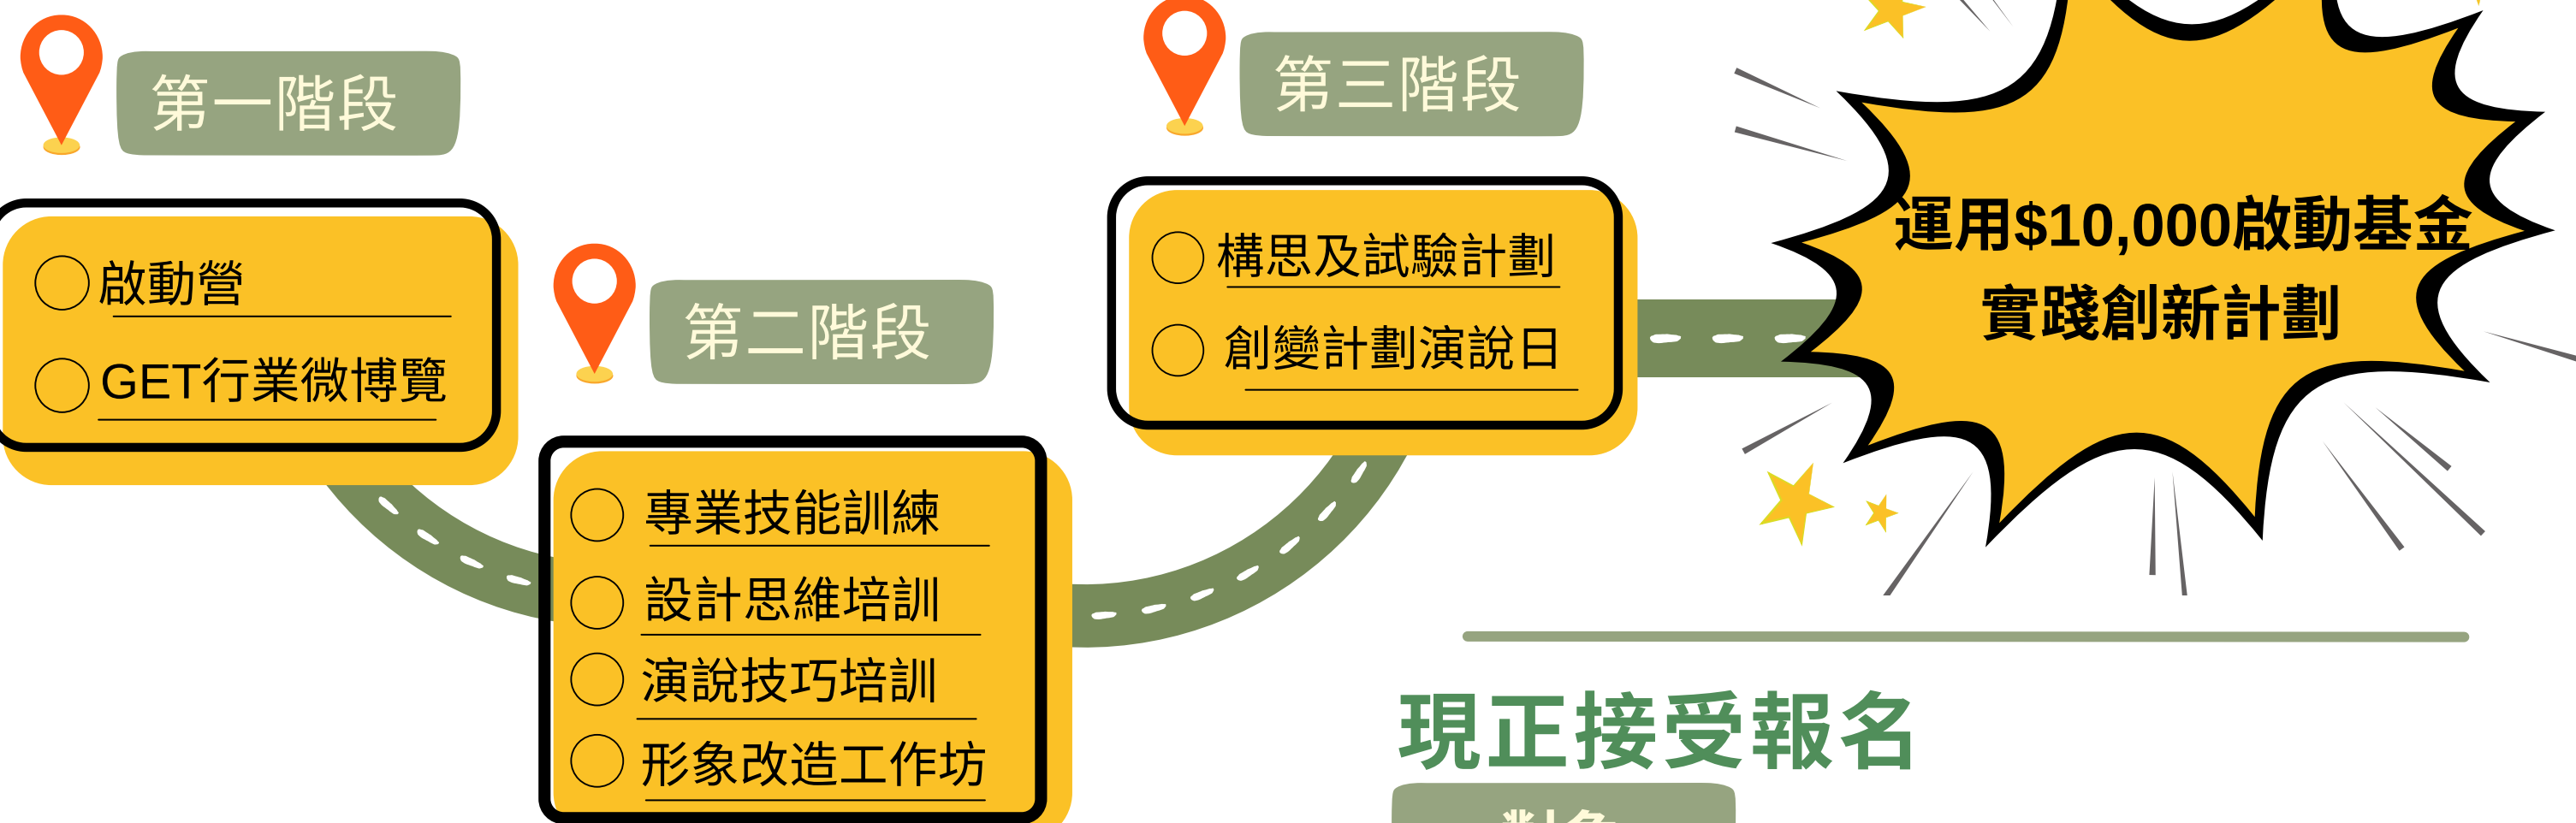 第一階段
啟動營
GET行業微博覽
第二階段
專業技能訓練
設計思維培訓
演說技巧培訓
形象改造工作坊
第三階段
構思及試驗計劃
創變計劃演說日
運用$10,000啟動基金
實踐創新計劃
現正接受報名
對象